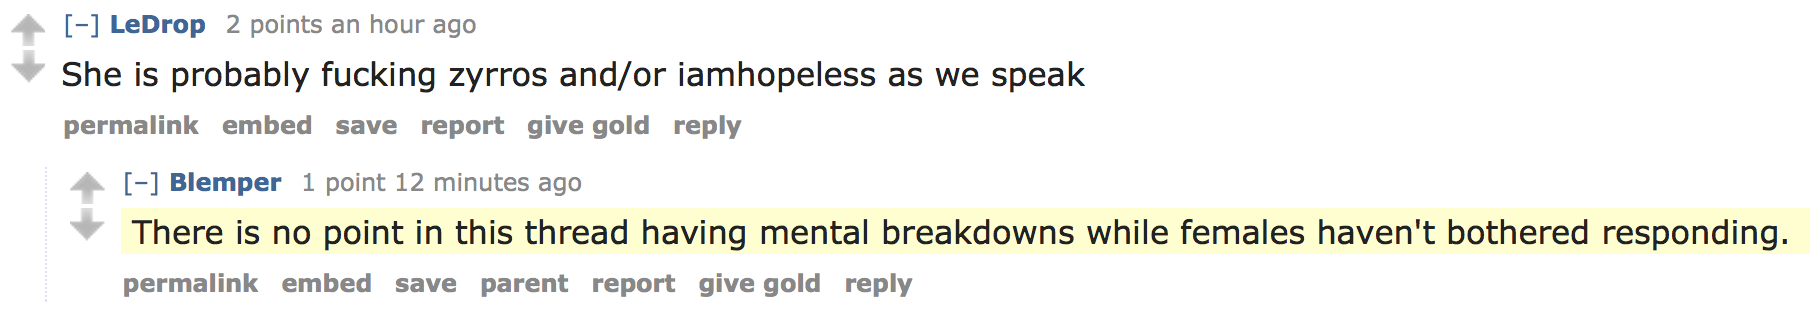 [–] LeDrop 2 points an hour ago
She is probably fucking zyrros and/or iamhopeless as we speak
permalink embed save report give gold reply
[–] Blemper 1 point 12 minutes ago
There is no point in this thread having mental breakdowns while females haven't bothered responding.
permalink embed save parent report give gold reply